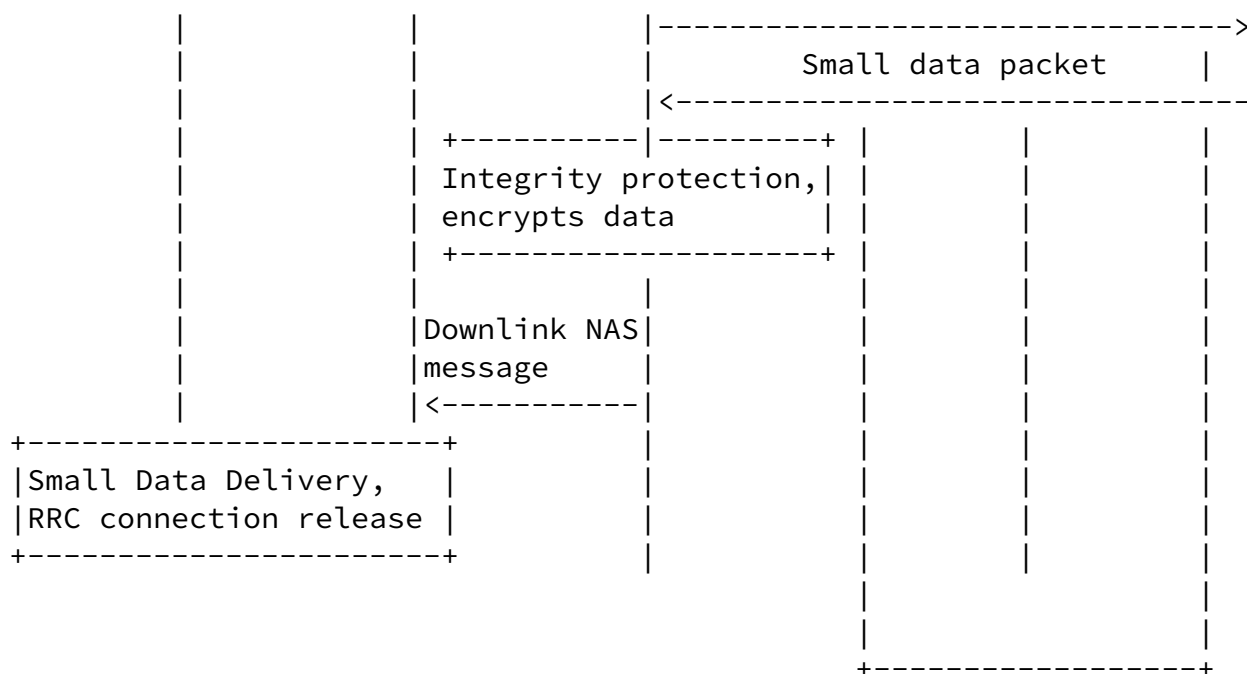 Small data packet
Integrity protection,
encrypts data
Downlink NAS
message
Small Data Delivery,
RRC connection release